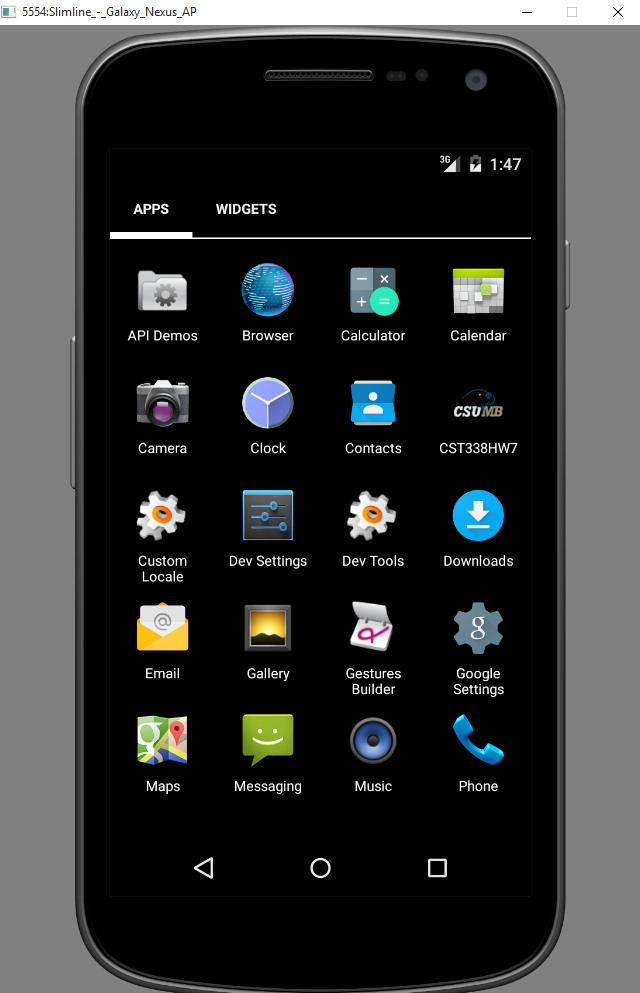 5554:Slimline_-_Galaxy_Nexus_AP
3G 1:47
APPS WIDGETS
API Demos Browser Calculator Calendar
CSUMB
Camera Clock Contacts CST338HW7
Custom Locale Dev Settings Dev Tools Downloads
@ g
Email Gallery Gestures Builder Google Settings
g
Maps Messaging Music Phone